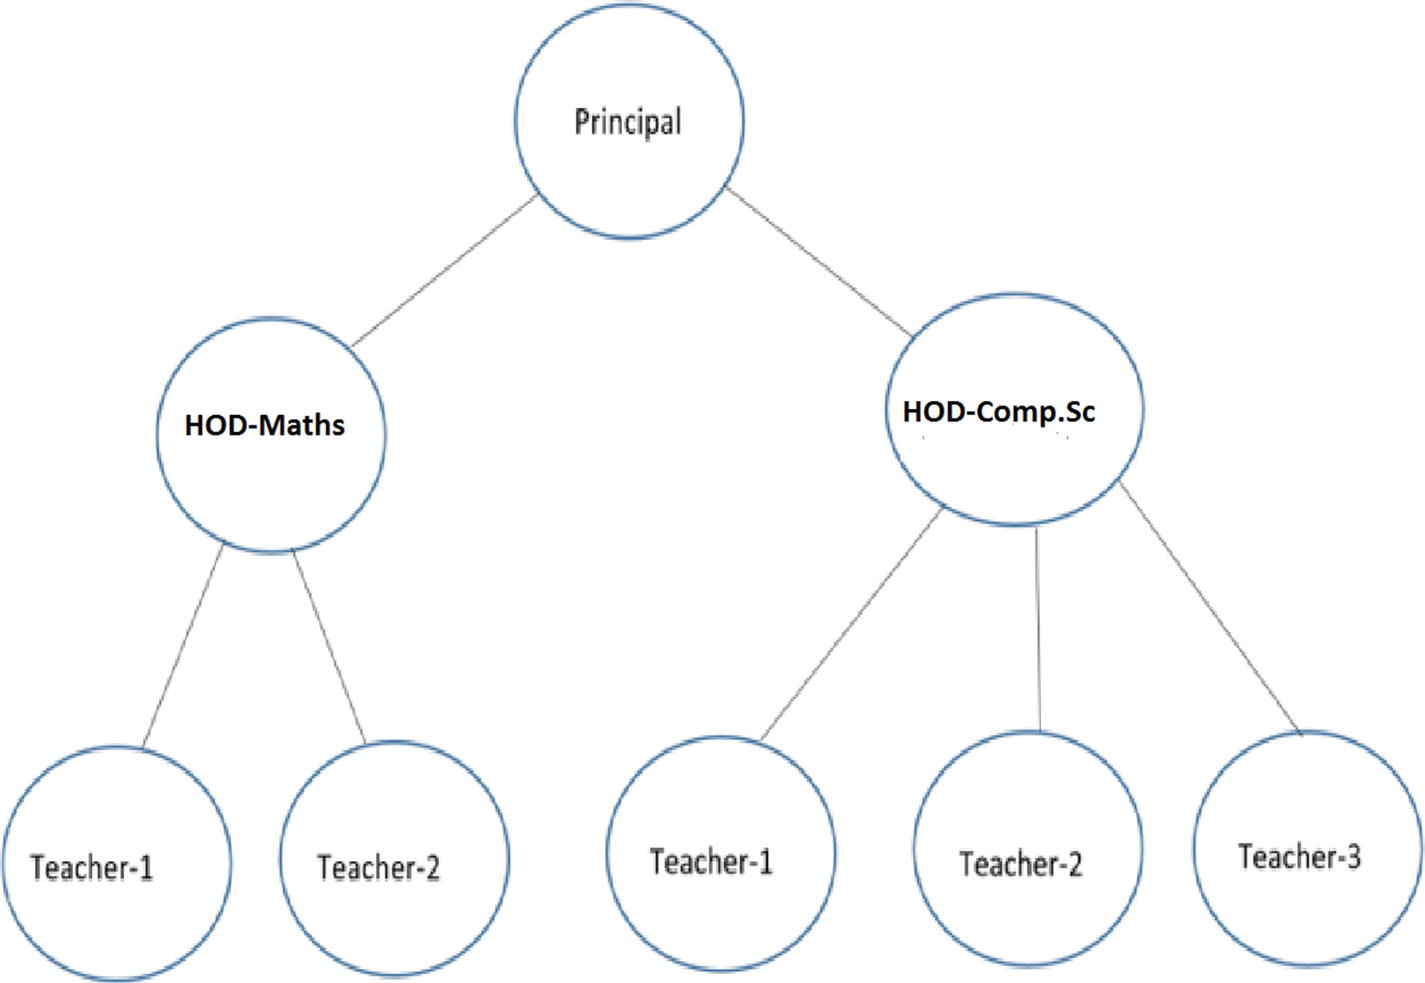 Principal
HOD-Maths
HOD-Comp.Sc
Teacher-1
Teacher-2
Teacher-1
Teacher-2
Teacher-3